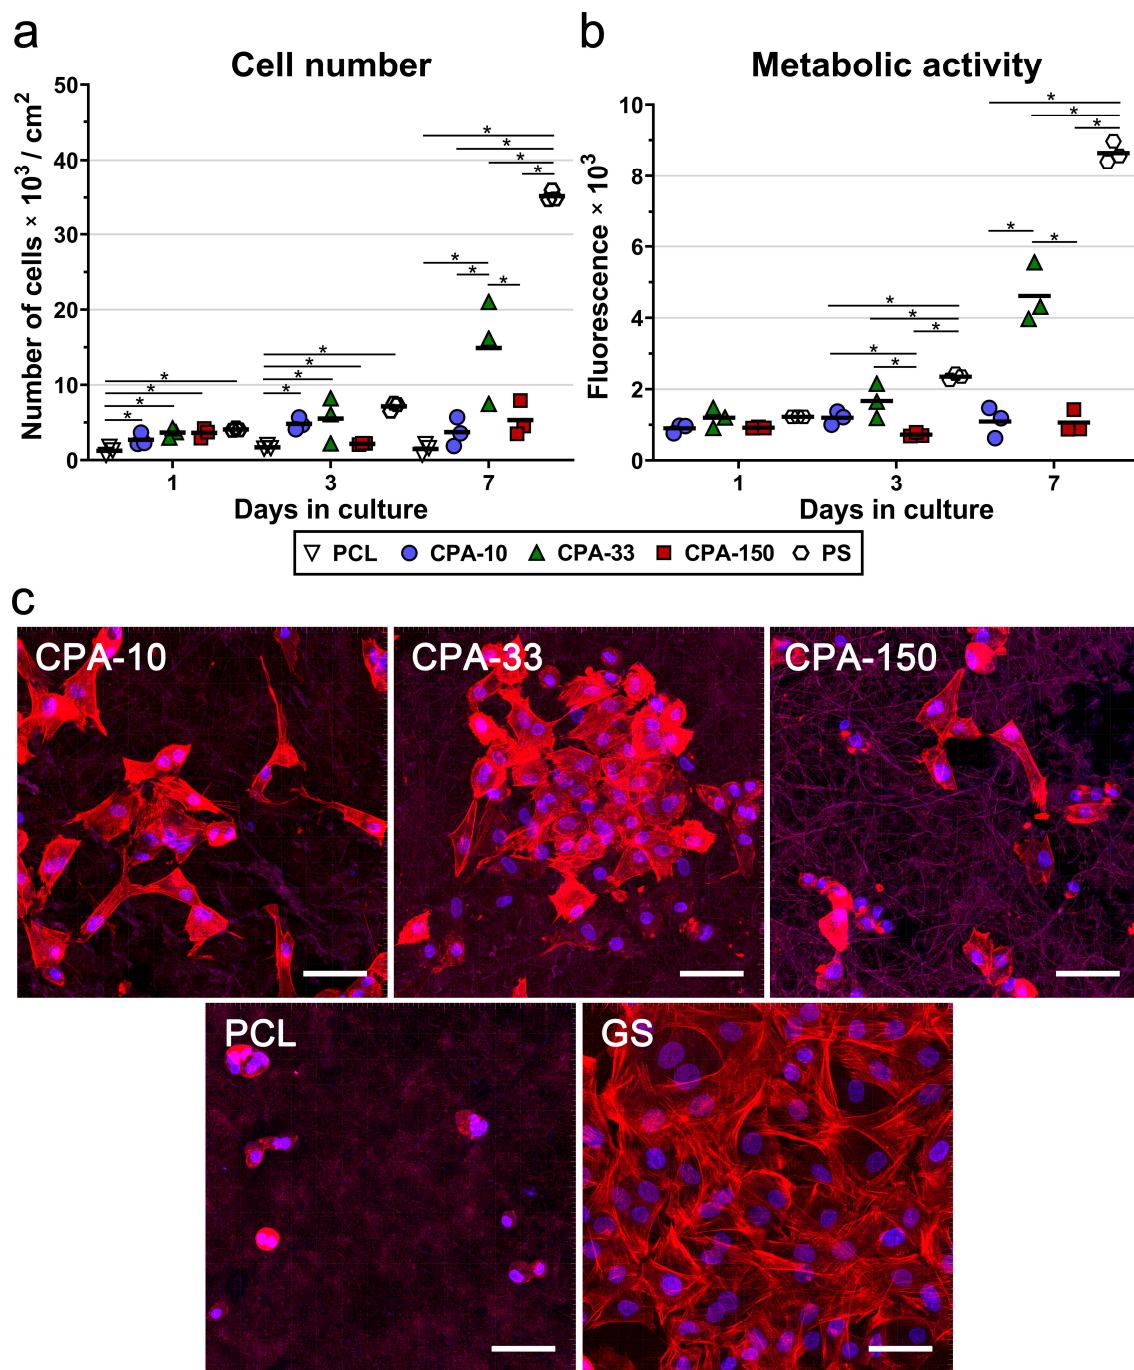 a
Cell number
Number of cells × 10³ / cm²
50
40
30
20
10
0
* * * *
* * *
* * * *
* * * *
1 3 7
Days in culture
b
Metabolic activity
Fluorescence × 10³
10
8
6
4
2
0
* * *
* *
* * *
* *
1 3 7
Days in culture
PCL CPA-10 CPA-33 CPA-150 PS
c
CPA-10
CPA-33
CPA-150
PCL
GS